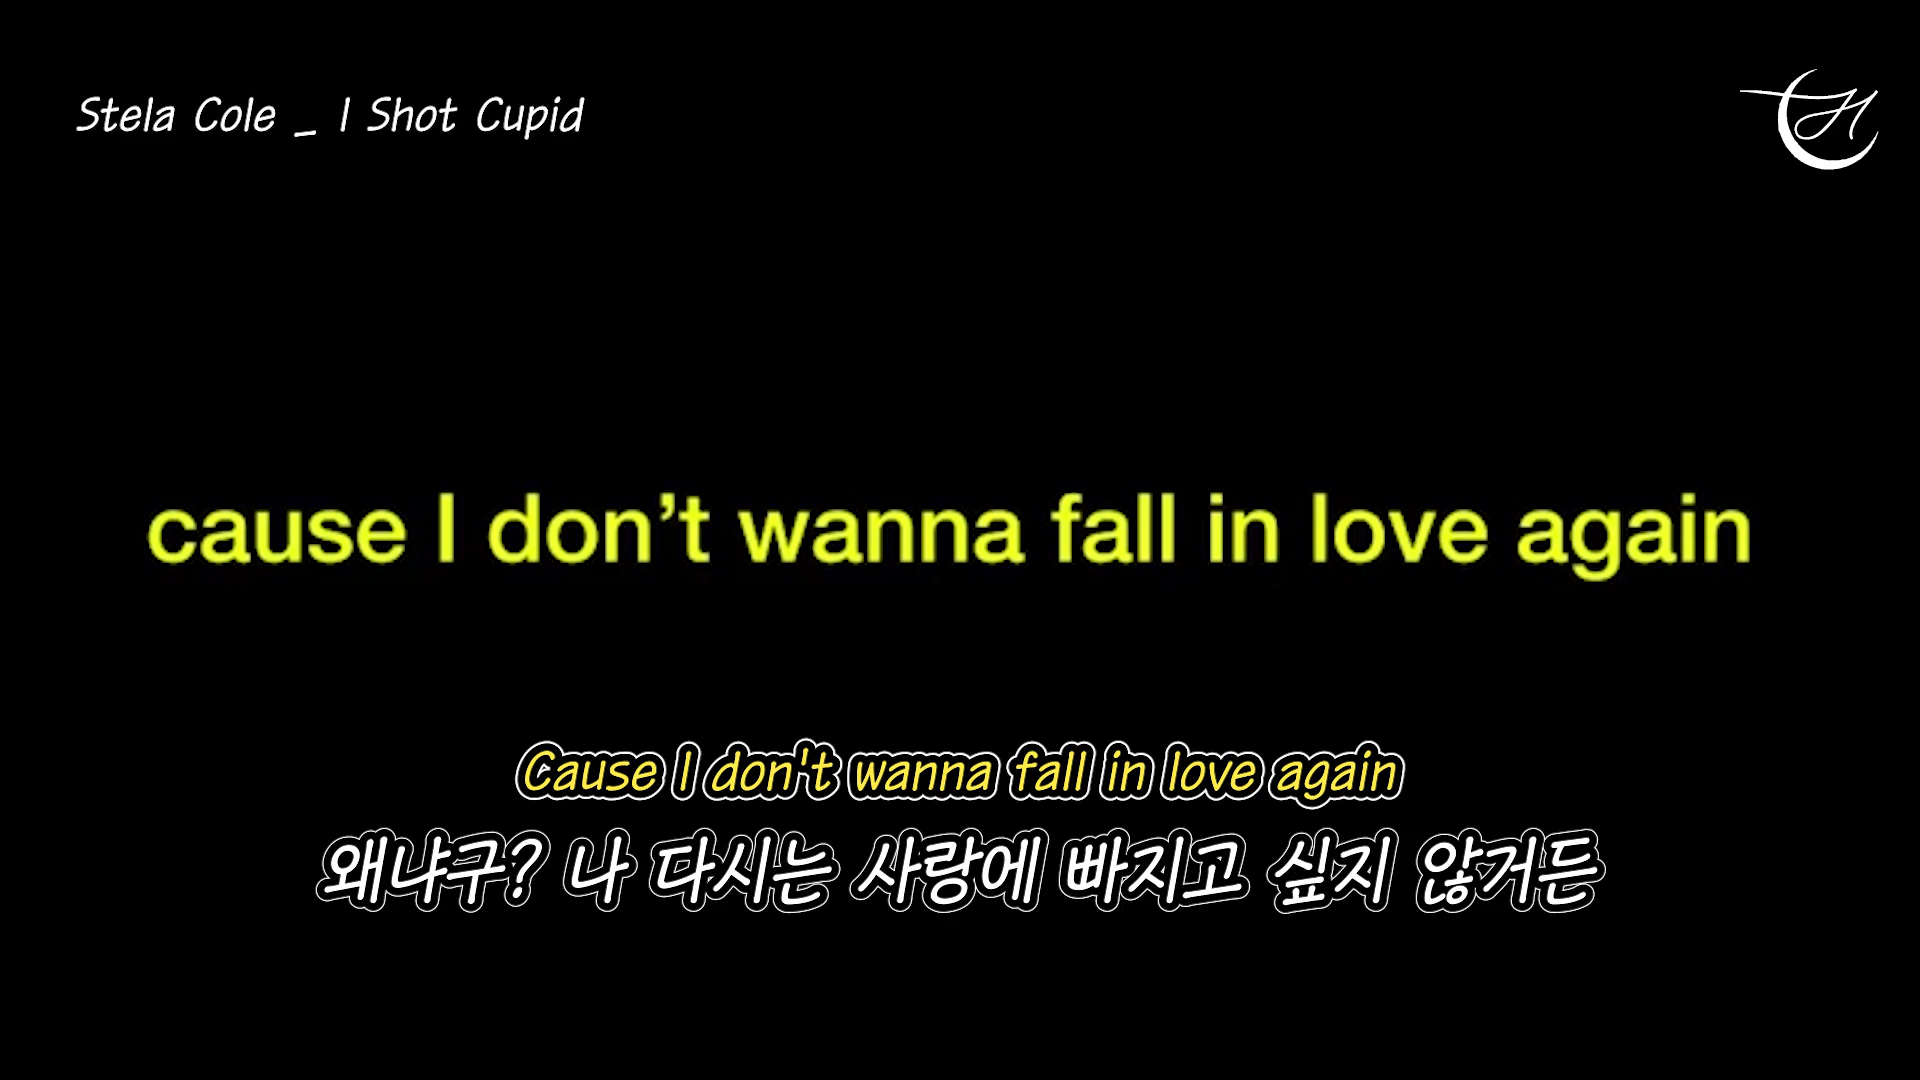 Stela Cole _ I Shot Cupid
cause I don’t wanna fall in love again
Cause I don't wanna fall in love again
왜냐구? 나 다시는 사랑에 빠지고 싶지 않거든